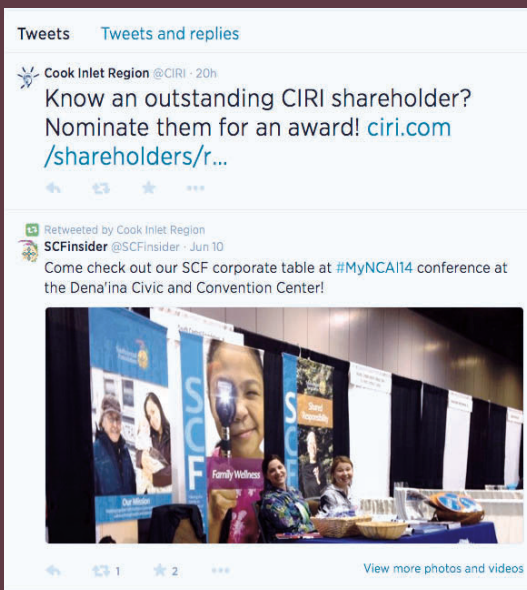 Tweets Tweets and replies
Cook Inlet Region @CIRI · 20h
Know an outstanding CIRI shareholder?
Nominate them for an award! ciri.com
/shareholders/r...
Retweeted by Cook Inlet Region
SCFinsider @SCFinsider · Jun 10
Come check out our SCF corporate table at #MyNCAI14 conference at
the Dena'ina Civic and Convention Center!
SCF
S
Shared
Responsibility
Family Wellness
Our Mission
1 2
View more photos and videos